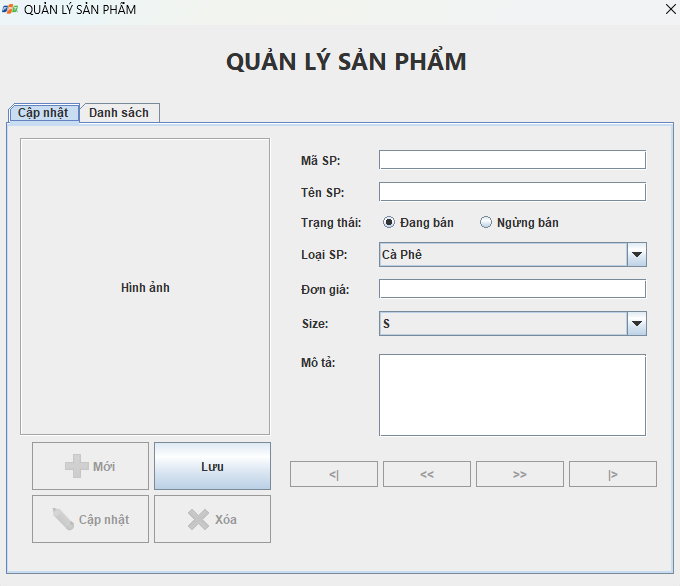 QUẢN LÝ SẢN PHẨM
QUẢN LÝ SẢN PHẨM
Cập nhật
Danh sách
Hình ảnh
Mã SP:
Tên SP:
Trạng thái:
Đang bán
Ngừng bán
Loại SP:
Cà Phê
Đơn giá:
Size:
S
Mô tả:
Mới
Lưu
Cập nhật
Xóa
<|
<<
>>
|>